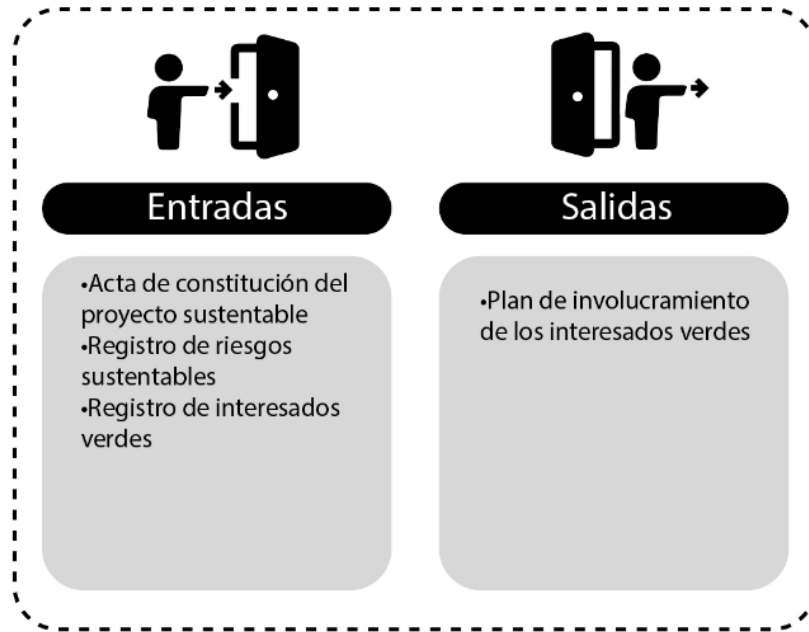 Entradas
•Acta de constitución del
proyecto sustentable
•Registro de riesgos
sustentables
•Registro de interesados
verdes
Salidas
•Plan de involucramiento
de los interesados verdes